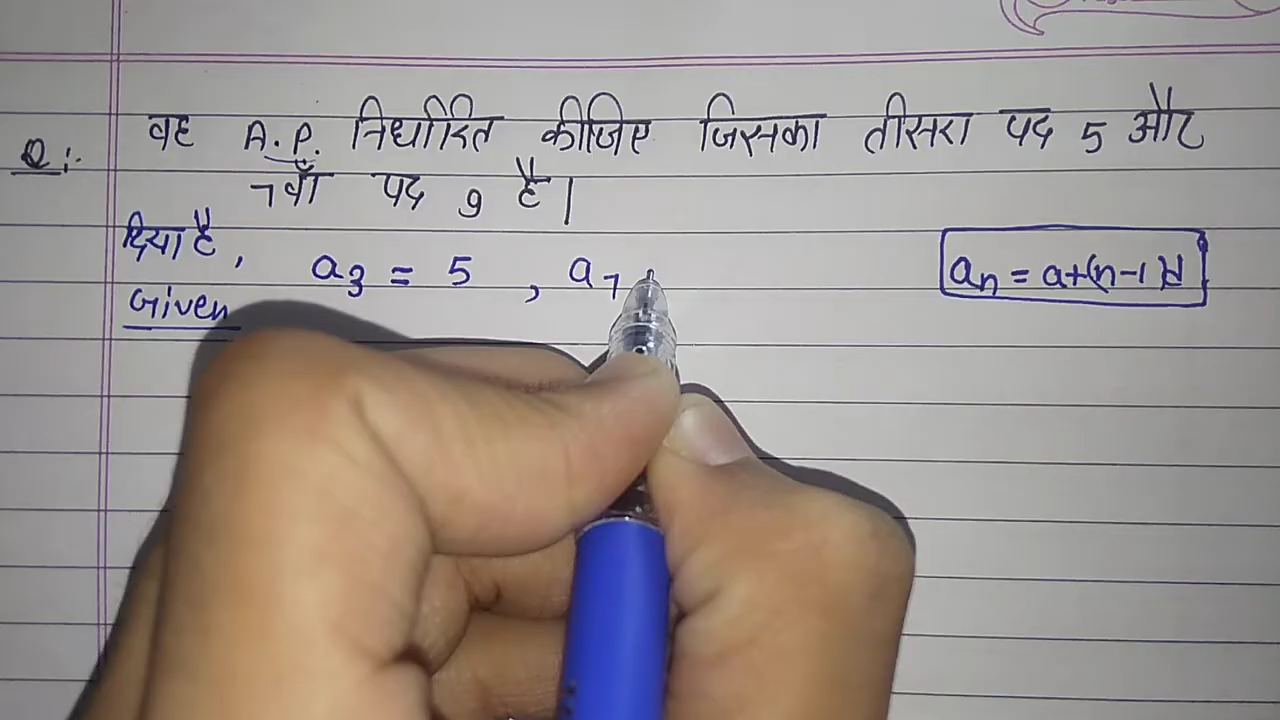 वह A.P. निर्धारित कीजिए जिसका तीसरा पद 5 और
Q:- 7वाँ पद 9 है।
दिया है, a₃ = 5 , a₇
Given
aₙ = a+(n-1)d